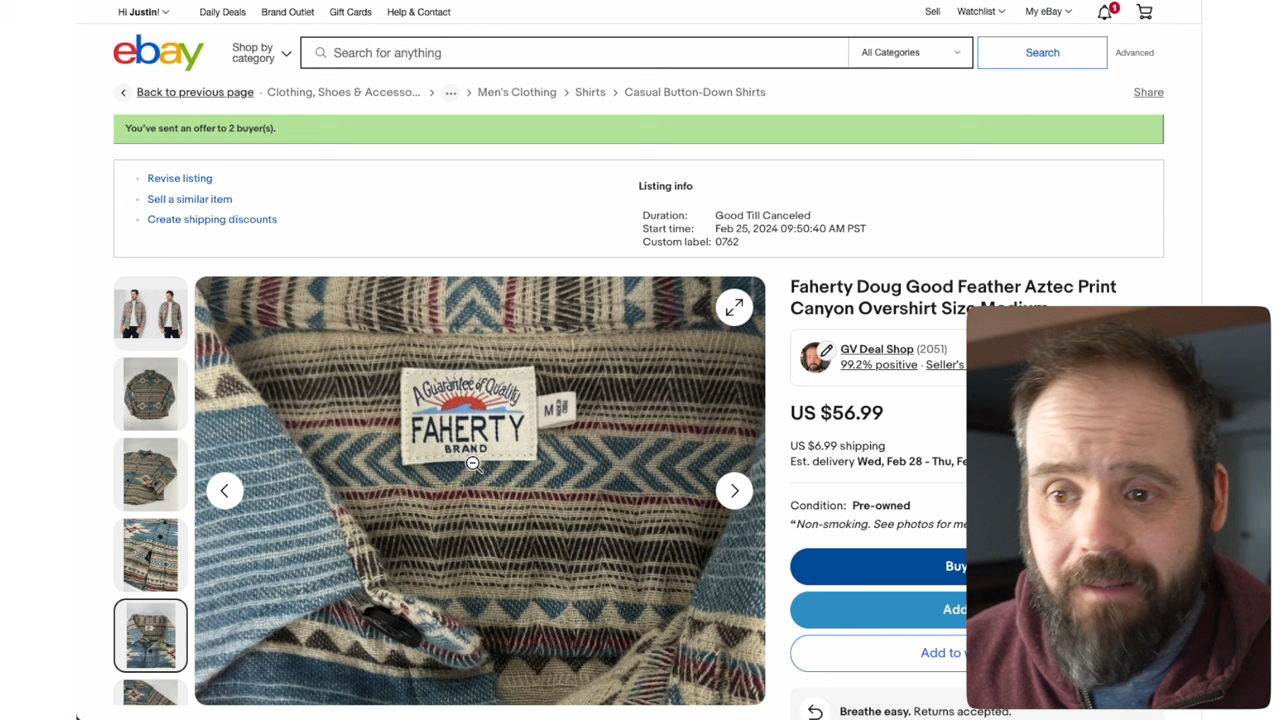 Hi Justin!
Daily Deals
Brand Outlet
Gift Cards
Help & Contact
Sell
Watchlist
My eBay
1
ebay
Shop by
category
Search for anything
All Categories
Search
Advanced
Back to previous page
Clothing, Shoes & Accesso...
...
Men's Clothing
Shirts
Casual Button-Down Shirts
Share
You've sent an offer to 2 buyer(s).
Revise listing
Sell a similar item
Create shipping discounts
Listing info
Duration: Good Till Canceled
Start time: Feb 25, 2024 09:50:40 AM PST
Custom label: 0762
A Guarantee of Quality
FAHERTY
BRAND
M
Faherty Doug Good Feather Aztec Print
Canyon Overshirt Size Medium
GV Deal Shop (2051)
99.2% positive · Seller's
US $56.99
US $6.99 shipping
Est. delivery Wed, Feb 28 - Thu, Fe
Condition: Pre-owned
"Non-smoking. See photos for me
Buy
Add
Add to
Breathe easy. Returns accepted.